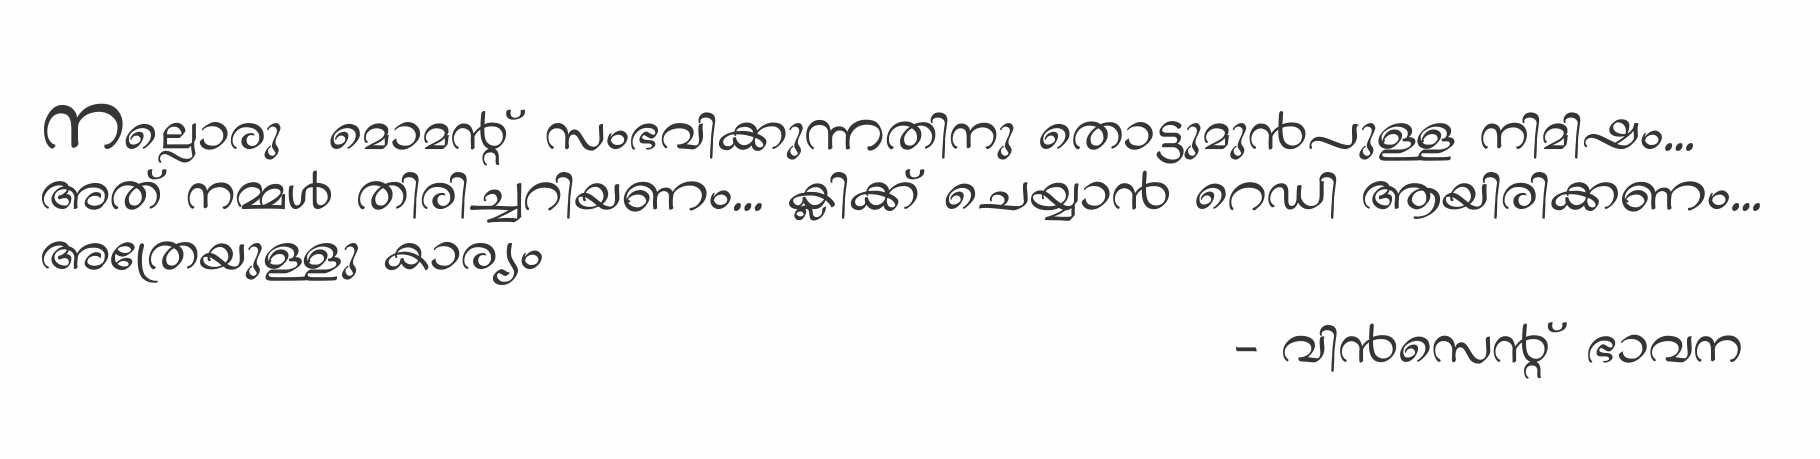 നല്ലൊരു മൊമന്റ് സംഭവിക്കുന്നതിനു തൊട്ടുമുൻപുള്ള നിമിഷം...
അത് നമ്മൾ തിരിച്ചറിയണം... ക്ലിക്ക് ചെയ്യാൻ റെഡി ആയിരിക്കണം...
അത്രേയുള്ളു കാര്യം
- വിൻസെന്റ് ഭാവന